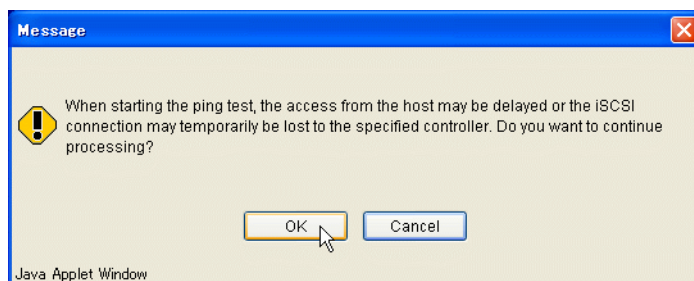 Message
When starting the ping test, the access from the host may be delayed or the iSCSI
connection may temporarily be lost to the specified controller. Do you want to continue
processing?
OK Cancel
Java Applet Window